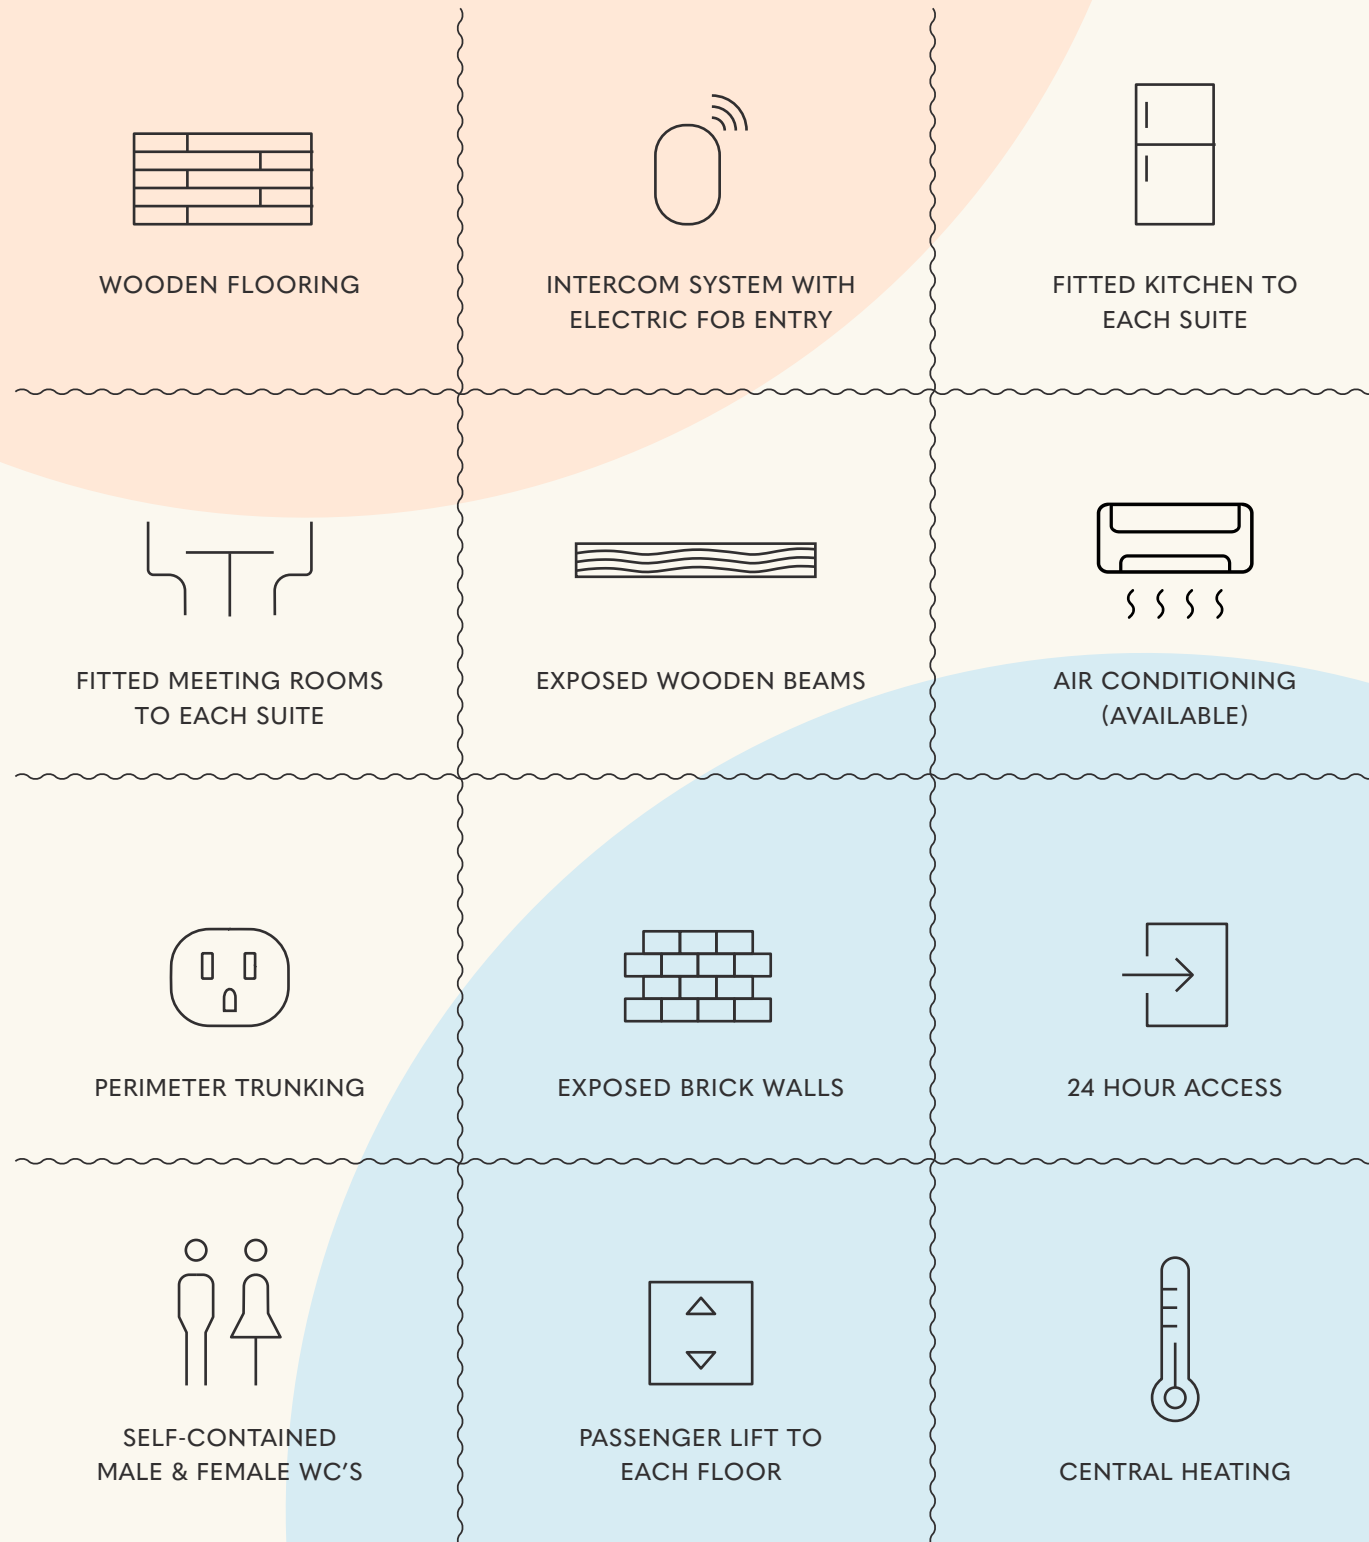 WOODEN FLOORING
INTERCOM SYSTEM WITH
ELECTRIC FOB ENTRY
FITTED KITCHEN TO
EACH SUITE
FITTED MEETING ROOMS
TO EACH SUITE
EXPOSED WOODEN BEAMS
AIR CONDITIONING
(AVAILABLE)
PERIMETER TRUNKING
EXPOSED BRICK WALLS
24 HOUR ACCESS
SELF-CONTAINED
MALE & FEMALE WC’S
PASSENGER LIFT TO
EACH FLOOR
CENTRAL HEATING